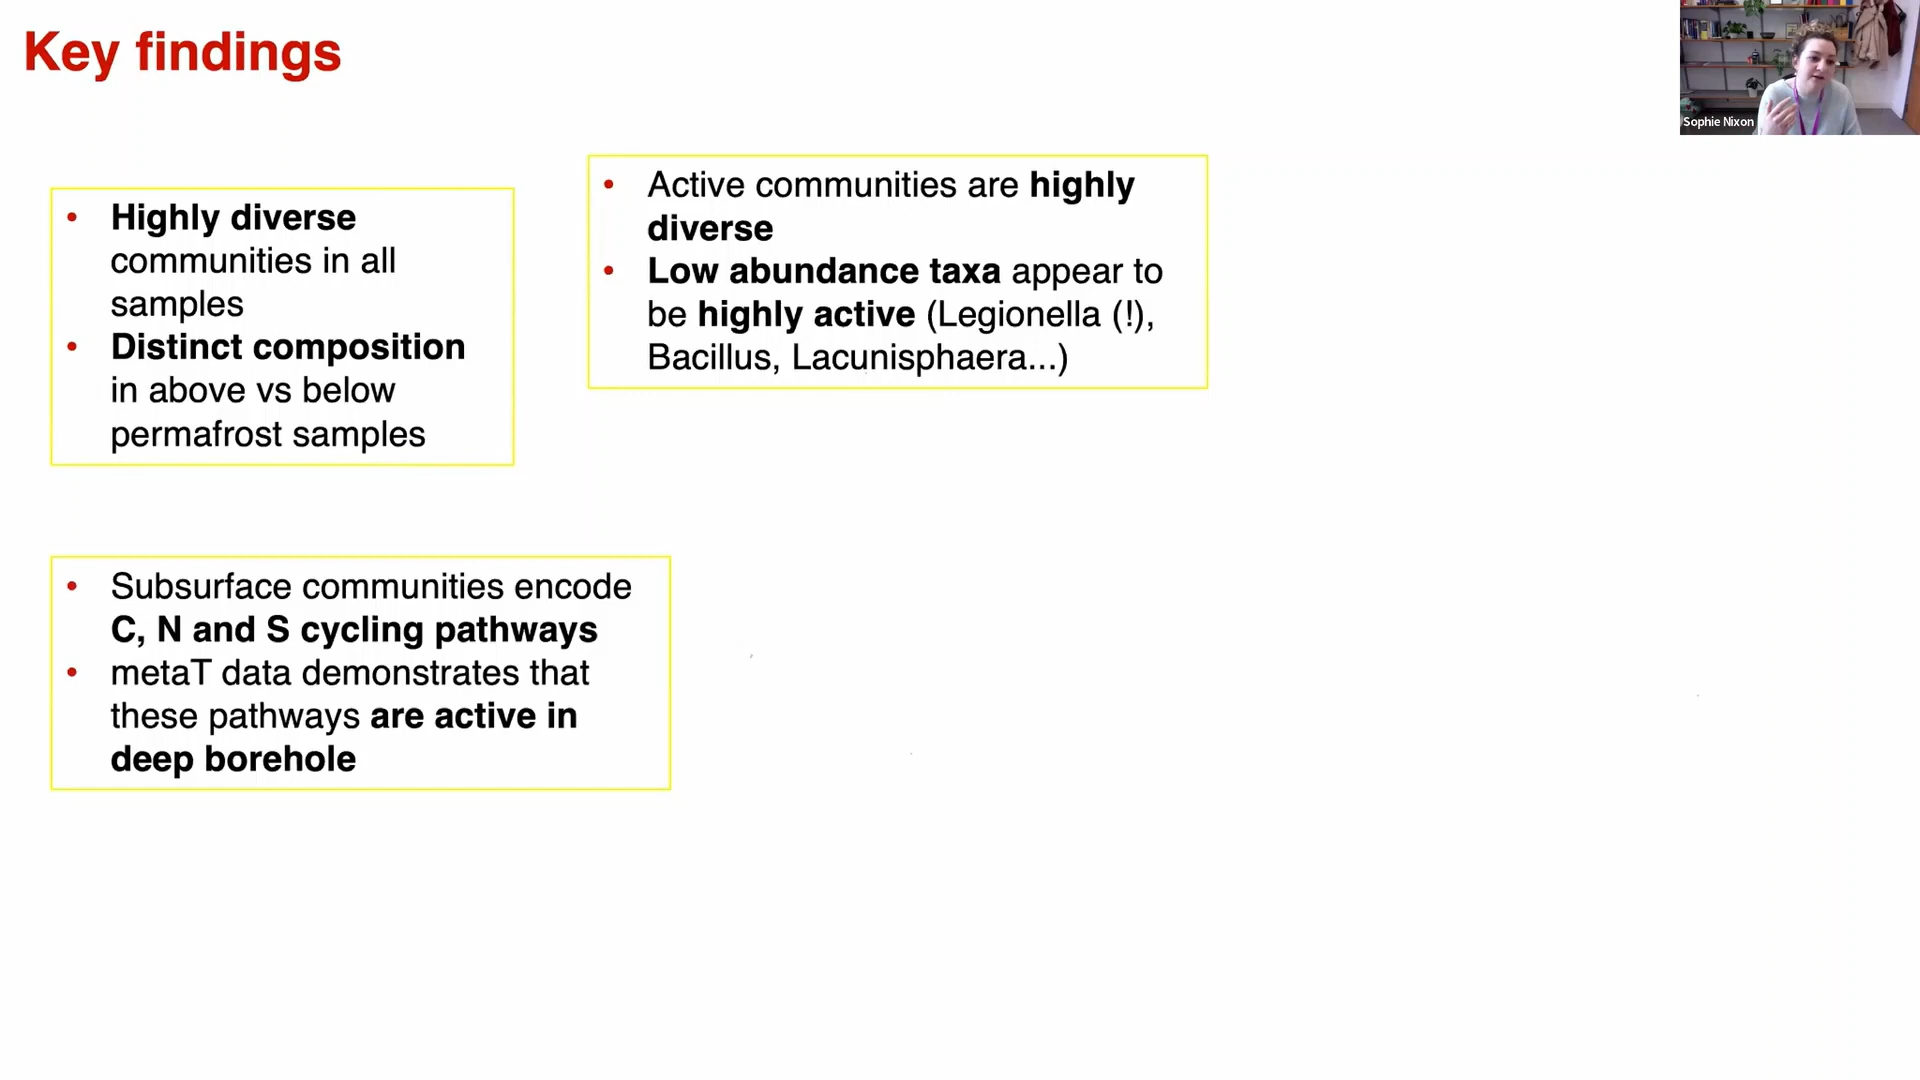 Key findings
Sophie Nixon
• Highly diverse
communities in all
samples
• Distinct composition
in above vs below
permafrost samples
• Active communities are highly
diverse
• Low abundance taxa appear to
be highly active (Legionella (!),
Bacillus, Lacunisphaera...)
• Subsurface communities encode
C, N and S cycling pathways
• metaT data demonstrates that
these pathways are active in
deep borehole